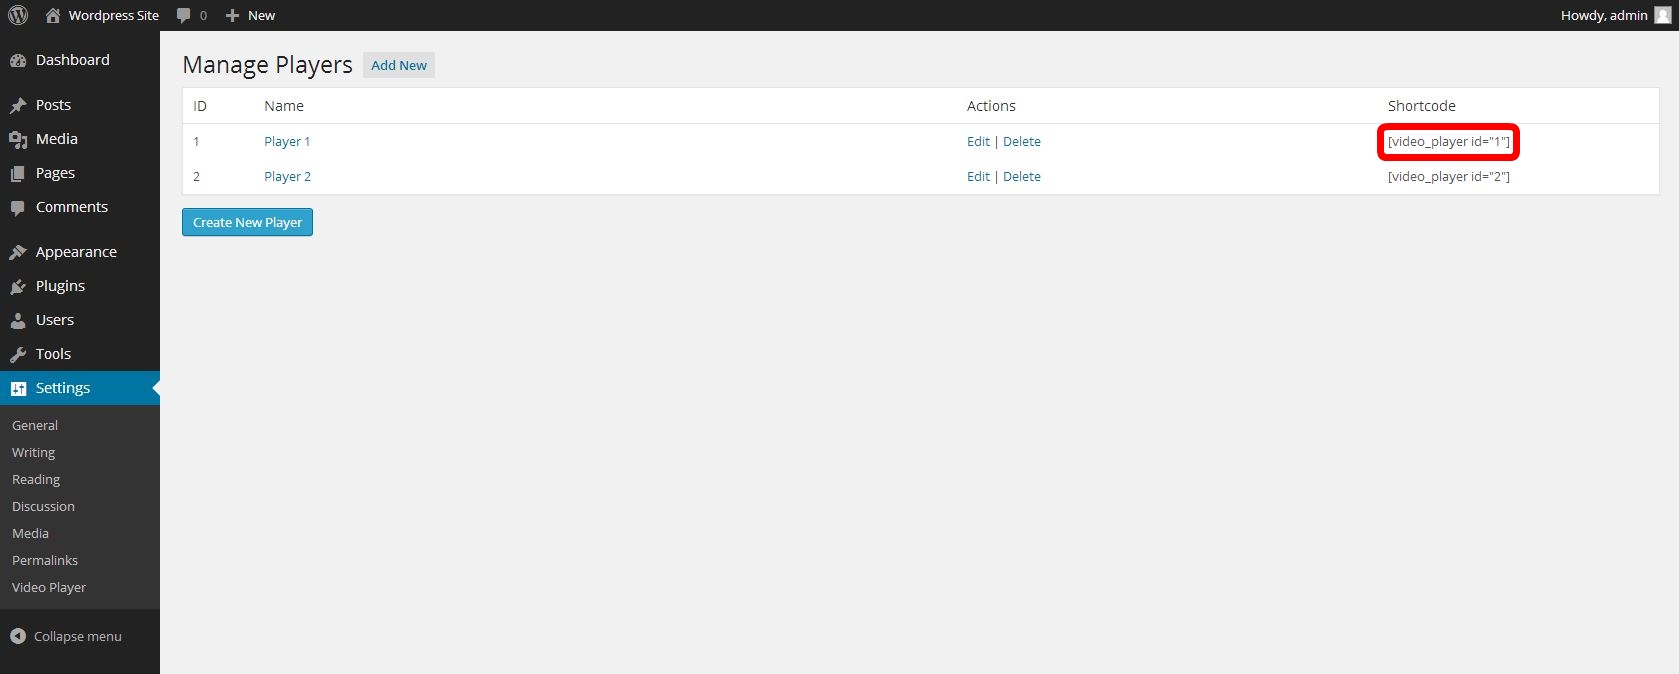 Wordpress Site 0 New Howdy, admin
Dashboard
Posts
Media
Pages
Comments
Appearance
Plugins
Users
Tools
Settings
General
Writing
Reading
Discussion
Media
Permalinks
Video Player
Collapse menu
Manage Players Add New
ID Name Actions Shortcode
1 Player 1 Edit | Delete [video_player id="1"]
2 Player 2 Edit | Delete [video_player id="2"]
Create New Player